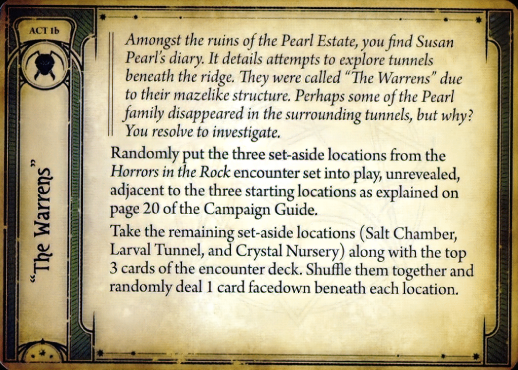 ACT 1b
"The Warrens"
Amongst the ruins of the Pearl Estate, you find Susan
Pearl's diary. It details attempts to explore tunnels
beneath the ridge. They were called "The Warrens" due
to their mazelike structure. Perhaps some of the Pearl
family disappeared in the surrounding tunnels, but why?
You resolve to investigate.
Randomly put the three set-aside locations from the
Horrors in the Rock encounter set into play, unrevealed,
adjacent to the three starting locations as explained on
page 20 of the Campaign Guide.
Take the remaining set-aside locations (Salt Chamber,
Larval Tunnel, and Crystal Nursery) along with the top
3 cards of the encounter deck. Shuffle them together and
randomly deal 1 card facedown beneath each location.